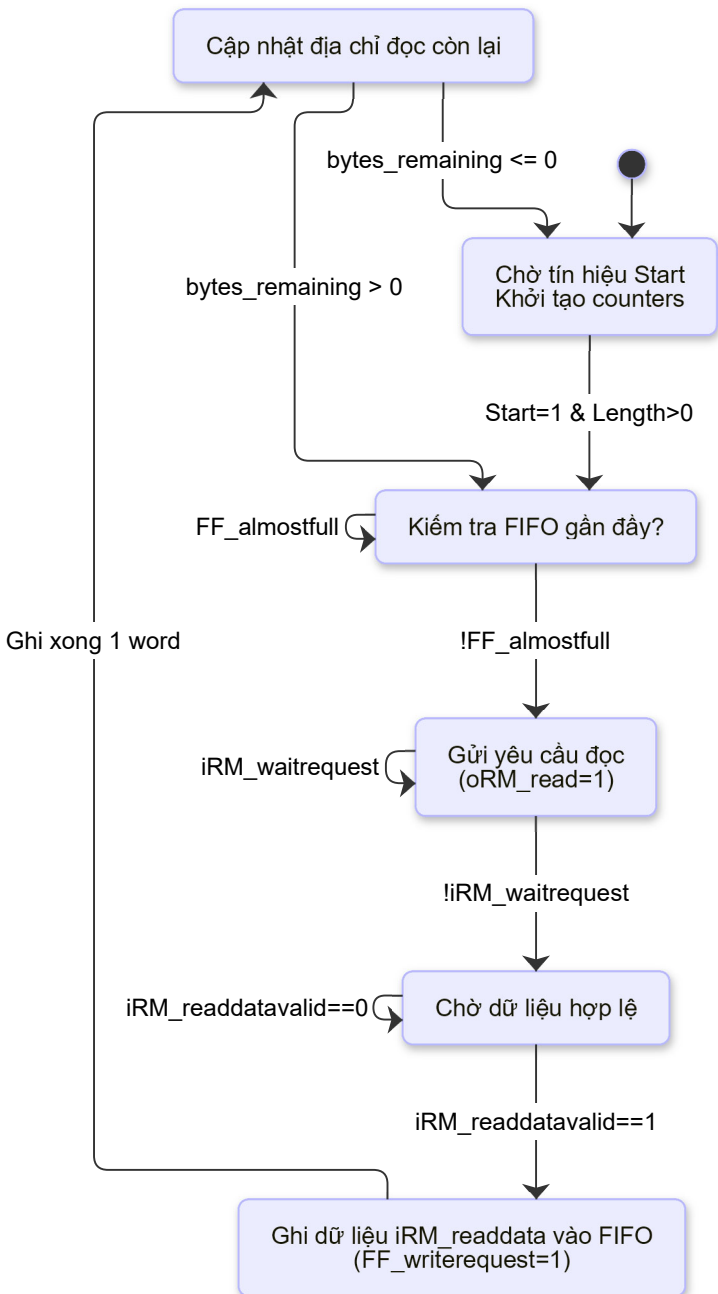 Cập nhật địa chỉ đọc còn lại
bytes_remaining <= 0
bytes_remaining > 0
Chờ tín hiệu Start
Khởi tạo counters
Start=1 & Length>0
FF_almostfull
Kiểm tra FIFO gần đầy?
Ghi xong 1 word
!FF_almostfull
iRM_waitrequest
Gửi yêu cầu đọc
(oRM_read=1)
!iRM_waitrequest
iRM_readdatavalid==0
Chờ dữ liệu hợp lệ
iRM_readdatavalid==1
Ghi dữ liệu iRM_readdata vào FIFO
(FF_writerequest=1)